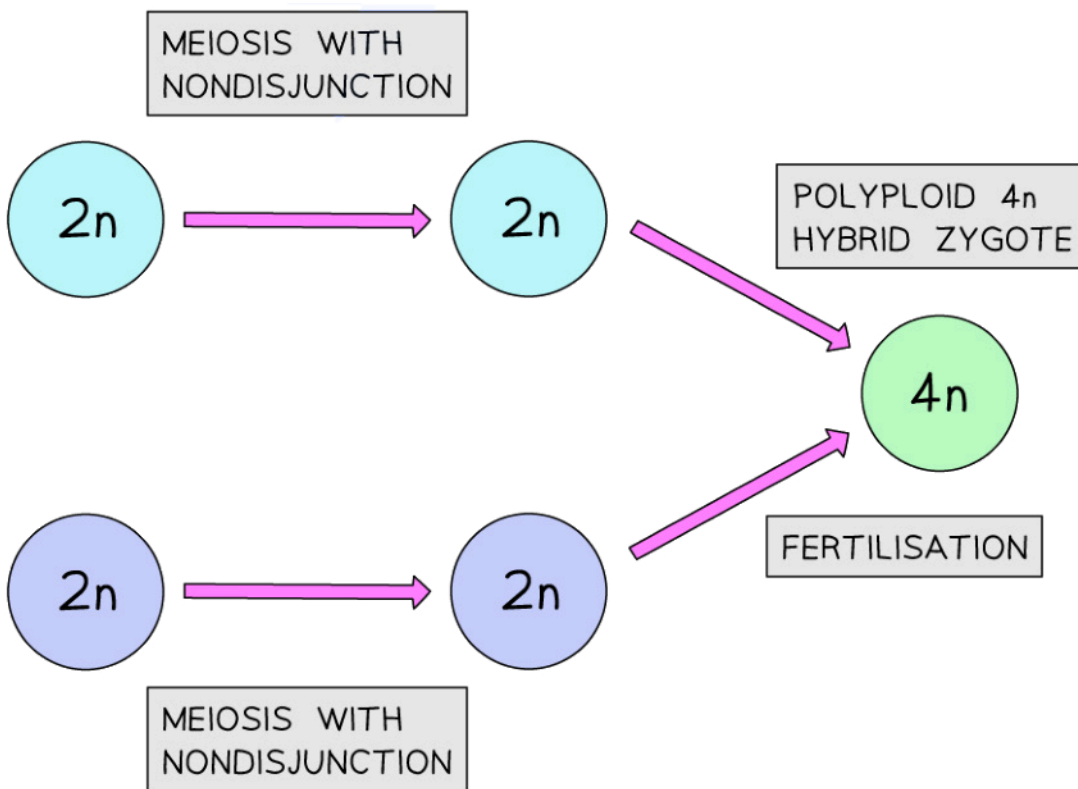 MEIOSIS WITH
NONDISJUNCTION
2n
2n
POLYPLOID 4n
HYBRID ZYGOTE
4n
FERTILISATION
2n
2n
MEIOSIS WITH
NONDISJUNCTION